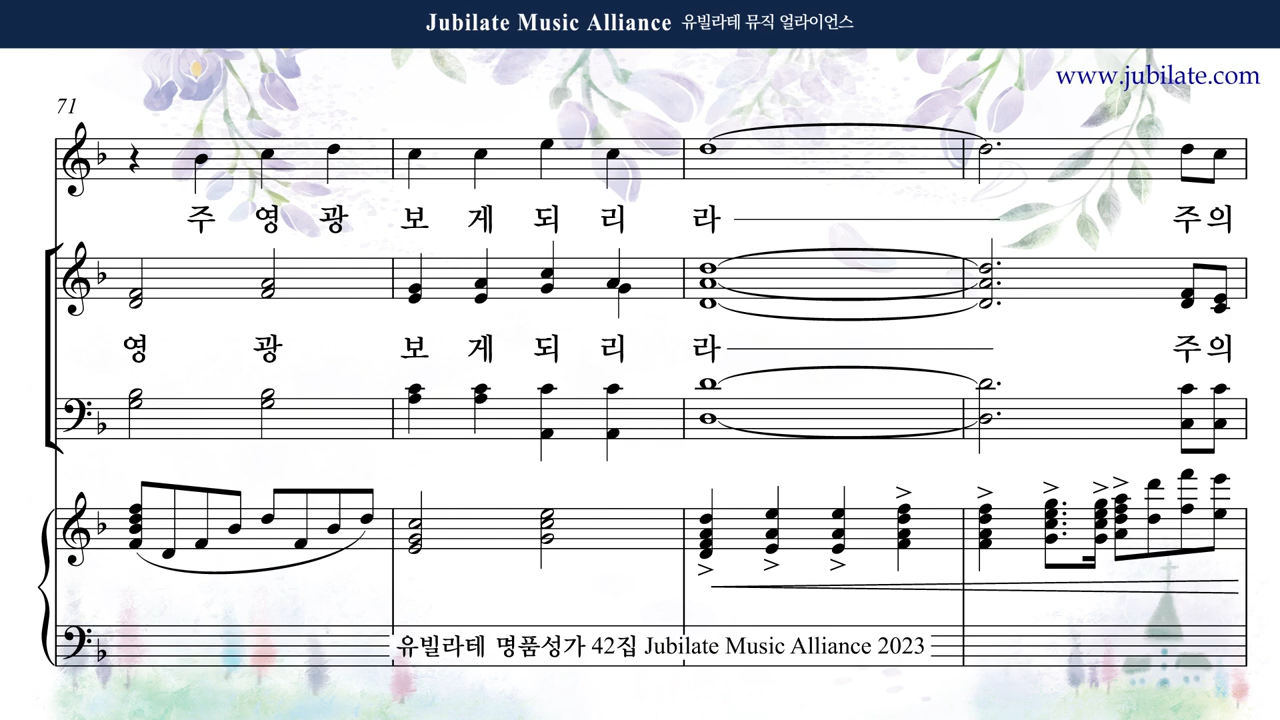 Jubilate Music Alliance 유빌라테 뮤직 얼라이언스
www.jubilate.com
71
주 영 광 보 게 되 리 라 주의
영 광 보 게 되 리 라 주의
유빌라테 명품성가 42집 Jubilate Music Alliance 2023